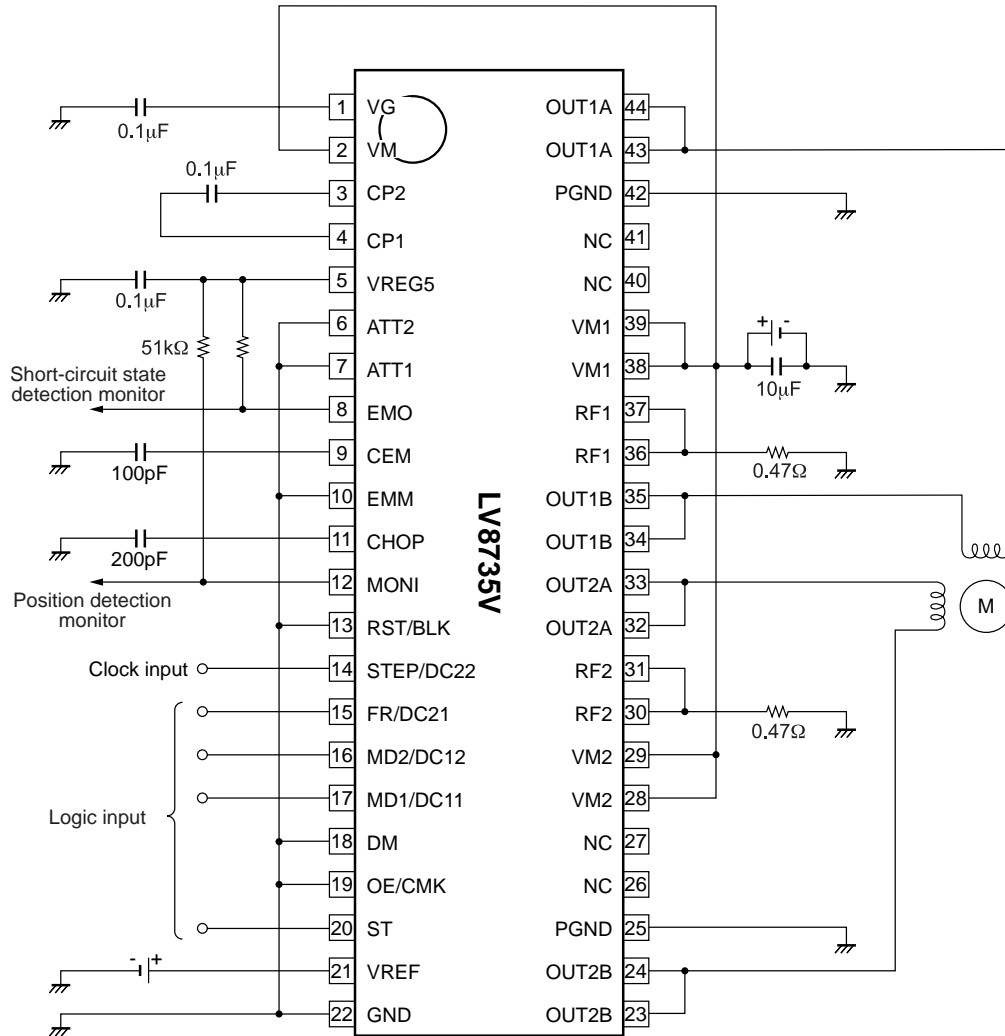 1 VG OUT1A 44
0.1μF
2 VM OUT1A 43
0.1μF
3 CP2 PGND 42
4 CP1 NC 41
5 VREG5 NC 40
0.1μF
6 ATT2 VM1 39
+ -
51kΩ
7 ATT1 VM1 38
10μF
Short-circuit state
detection monitor
8 EMO RF1 37
9 CEM RF1 36
100pF
0.47Ω
10 EMM OUT1B 35
11 CHOP OUT1B 34
200pF
LV8735V
12 MONI OUT2A 33
Position detection
monitor
M
13 RST/BLK OUT2A 32
Clock input
14 STEP/DC22 RF2 31
15 FR/DC21 RF2 30
0.47Ω
16 MD2/DC12 VM2 29
17 MD1/DC11 VM2 28
Logic input
18 DM NC 27
19 OE/CMK NC 26
20 ST PGND 25
- +
21 VREF OUT2B 24
22 GND OUT2B 23